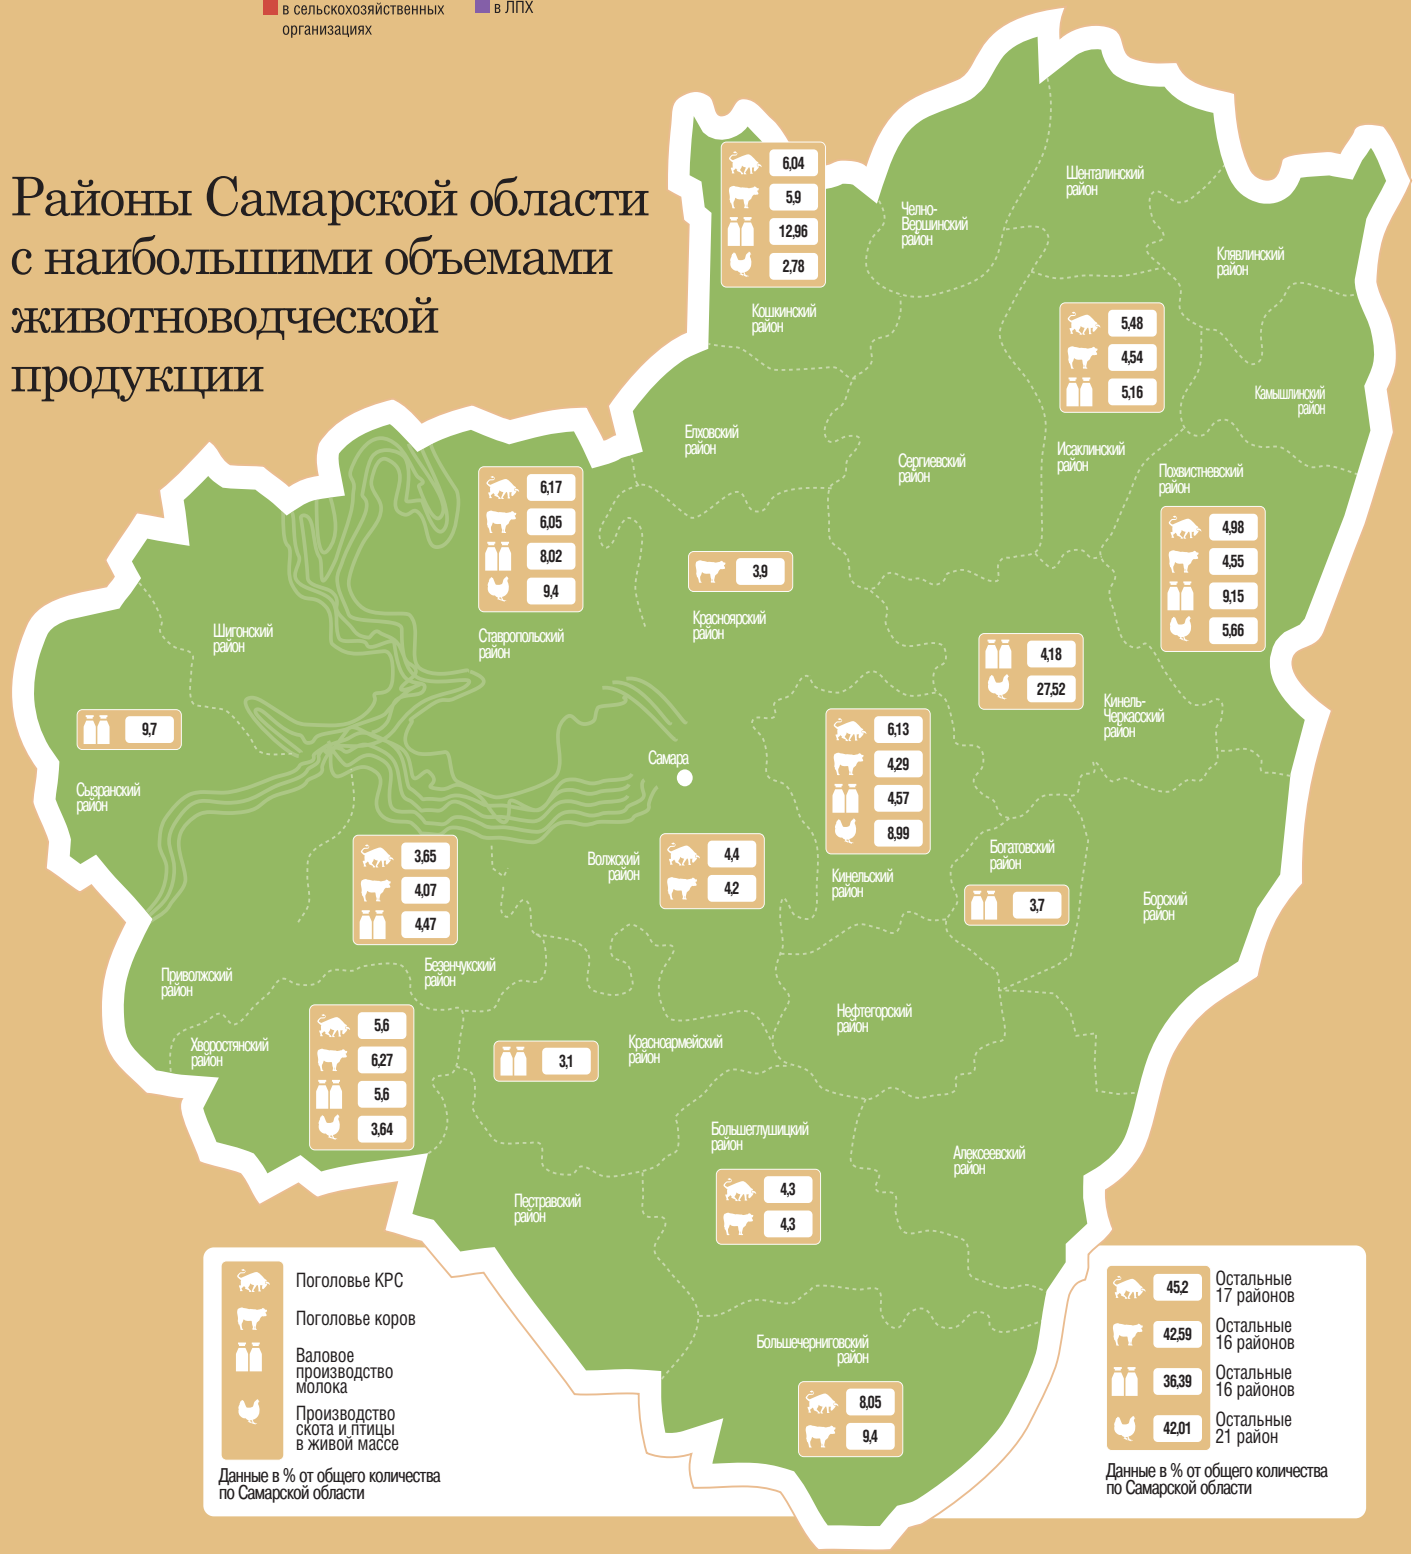 в сельскохозяйственных
организациях
в ЛПХ
Районы Самарской области
с наибольшими объемами
животноводческой
продукции
6,04
5,9
12,96
2,78
Кошкинский
район
Челно-
Вершинский
район
Шенталинский
район
Клявлинский
район
5,48
4,54
5,16
Исаклинский
район
Камышлинский
район
Елховский
район
Сергиевский
район
Похвистневский
район
4,98
4,55
9,15
5,66
6,17
6,05
8,02
9,4
Ставропольский
район
3,9
Красноярский
район
Шигонский
район
4,18
27,52
Кинель-
Черкасский
район
9,7
Сызранский
район
Самара
6,13
4,29
4,57
8,99
Кинельский
район
3,65
4,07
4,47
Безенчукский
район
Волжский
район
4,4
4,2
Богатовский
район
3,7
Борский
район
Приволжский
район
Хворостянский
район
5,6
6,27
5,6
3,64
3,1
Красноармейский
район
Нефтегорский
район
Большеглушицкий
район
4,3
4,3
Алексеевский
район
Пестравский
район
Большечерниговский
район
8,05
9,4
Поголовье КРС
Поголовье коров
Валовое
производство
молока
Производство
скота и птицы
в живой массе
Данные в % от общего количества
по Самарской области
45,2
Остальные
17 районов
42,59
Остальные
16 районов
36,39
Остальные
16 районов
42,01
Остальные
21 район
Данные в % от общего количества
по Самарской области